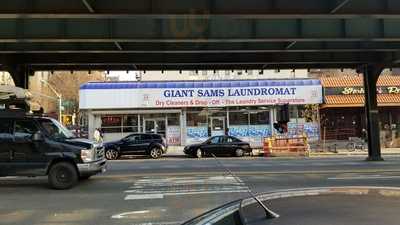 GIANT SAMS LAUNDROMAT
Dry Cleaners & Drop - Off - The Laundry Service Superstore